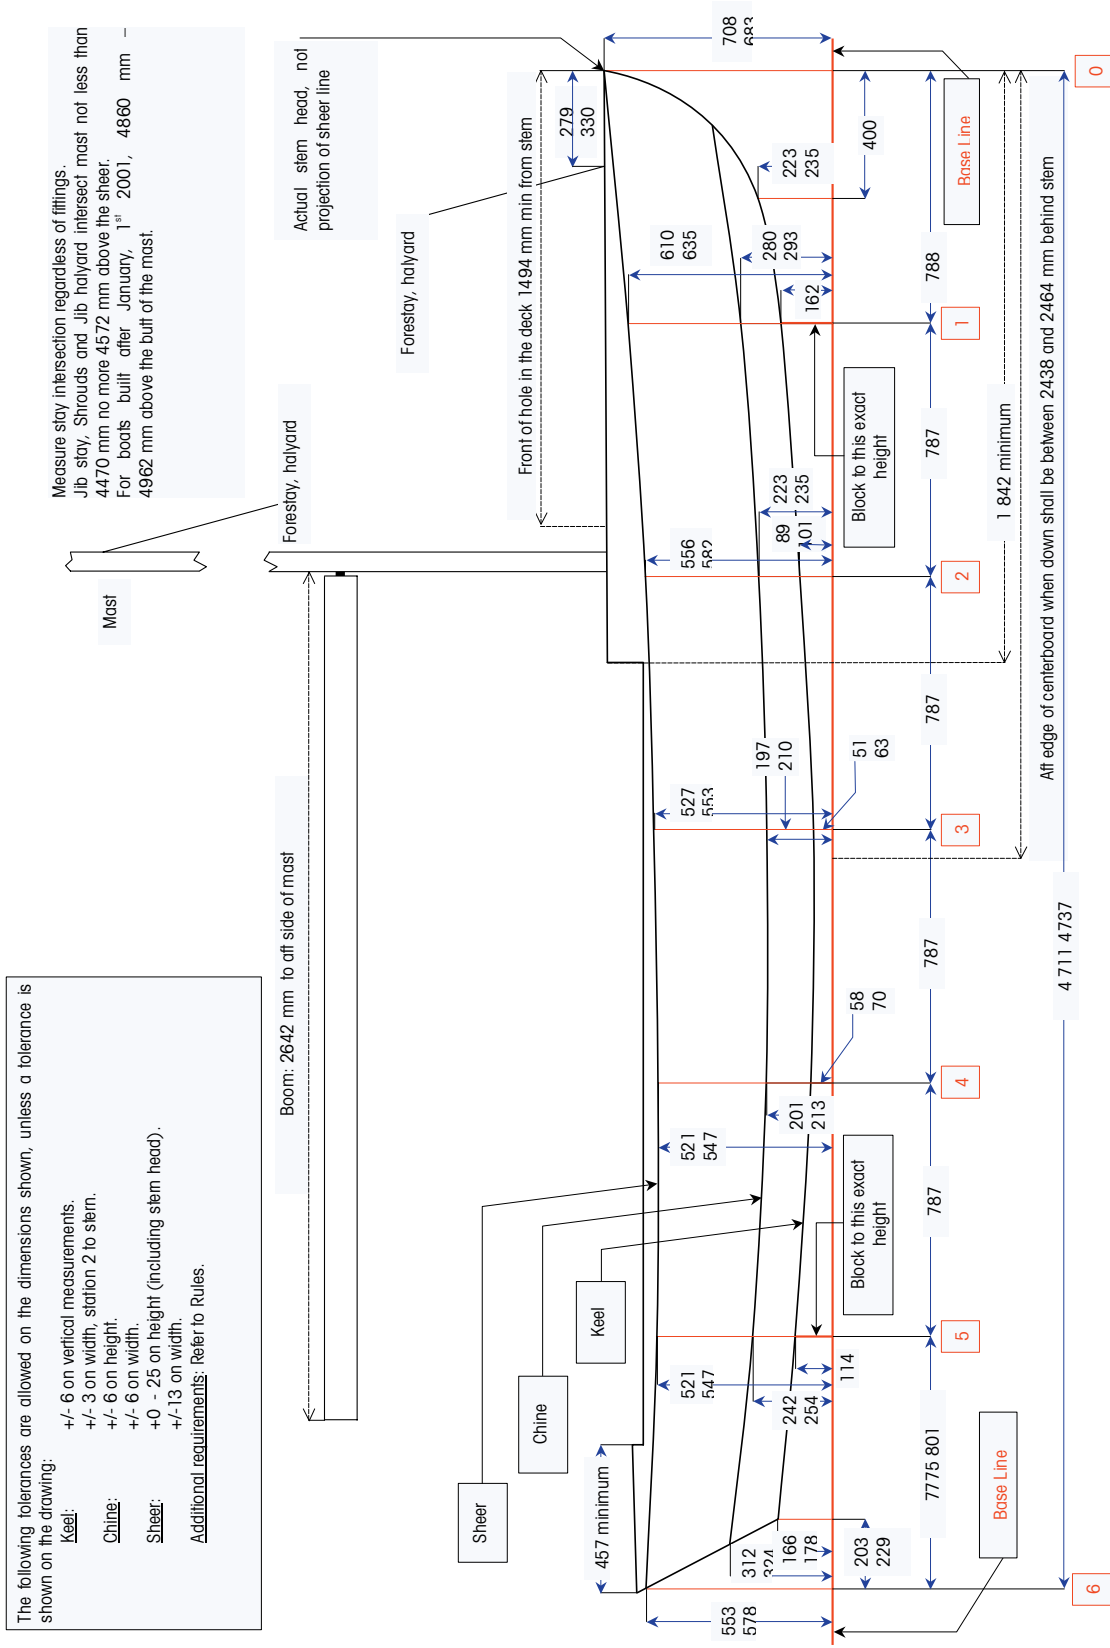 The following tolerances are allowed on the dimensions shown, unless a tolerance is
shown on the drawing:
Keel: +/- 6 on vertical measurements.
+/- 3 on width, station 2 to stern.
Chine: +/- 6 on height.
+/- 6 on width.
Sheer: +0 - 25 on height (including stem head).
+/-13 on width.
Additional requirements: Refer to Rules.
Mast
Measure stay intersection regardless of fittings.
Jib stay, Shrouds and Jib halyard intersect mast not less than
4470 mm no more 4572 mm above the sheer.
For boats built after January, 1st 2001, 4860 mm –
4962 mm above the butt of the mast.
Forestay, halyard
Boom: 2642 mm to aft side of mast
Actual stem head, not
projection of sheer line
Forestay, halyard
Front of hole in the deck 1494 mm min from stem
279
330
Sheer
Chine
Keel
457 minimum
553
578
312
324
166
178
203
229
242
254
521
547
114
521
547
201
213
58
70
527
553
197
210
51
63
556
582
223
235
89
101
610
635
280
293
162
223
235
708
683
400
Block to this exact
height
Block to this exact
height
Base Line
Base Line
7775 801
787
787
787
787
788
1 842 minimum
Aft edge of centerboard when down shall be between 2438 and 2464 mm behind stem
4 711 4737
6
5
4
3
2
1
0